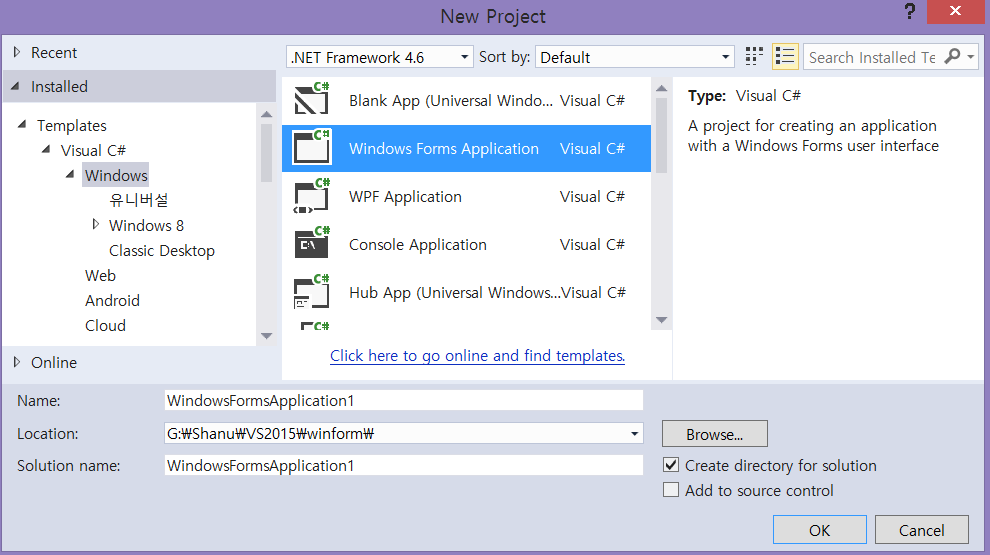 New Project
?
Recent
.NET Framework 4.6
Sort by:
Default
Search Installed Te
Installed
Templates
Visual C#
Windows
유니버설
Windows 8
Classic Desktop
Web
Android
Cloud
Online
C# Blank App (Universal Windo... Visual C#
C# Windows Forms Application Visual C#
C# WPF Application Visual C#
C# Console Application Visual C#
C# Hub App (Universal Windows... Visual C#
C#
Click here to go online and find templates.
Type: Visual C#
A project for creating an application
with a Windows Forms user interface
Name: WindowsFormsApplication1
Location: G:₩Shanu₩VS2015₩winform₩
Browse...
Solution name: WindowsFormsApplication1
Create directory for solution
Add to source control
OK
Cancel